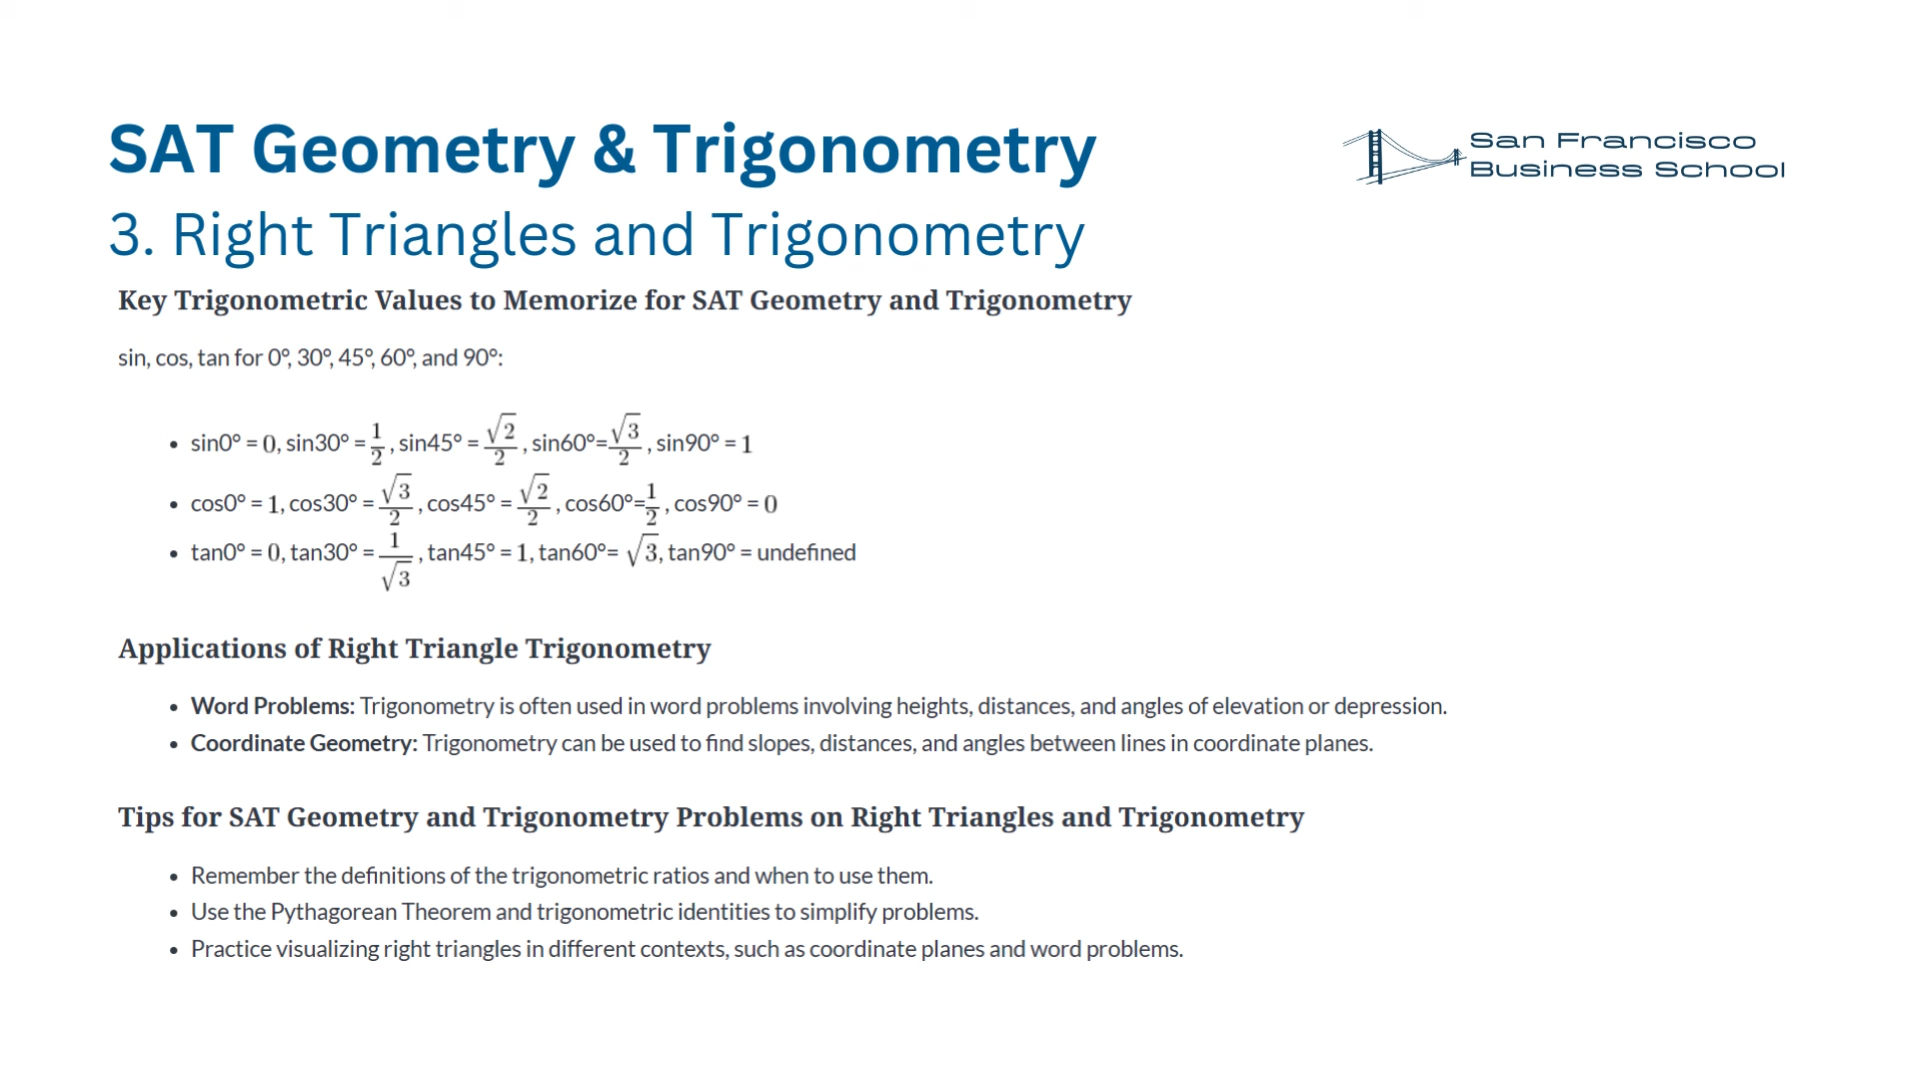 SAT Geometry & Trigonometry
San Francisco
Business School
3. Right Triangles and Trigonometry
Key Trigonometric Values to Memorize for SAT Geometry and Trigonometry
sin, cos, tan for 0°, 30°, 45°, 60°, and 90°:
• sin0° = 0, sin30° = 1/2, sin45° = √2/2, sin60°=√3/2, sin90° = 1
• cos0° = 1, cos30° = √3/2, cos45° = √2/2, cos60°=1/2, cos90° = 0
• tan0° = 0, tan30° = 1/√3, tan45° = 1, tan60°= √3, tan90° = undefined
Applications of Right Triangle Trigonometry
• Word Problems: Trigonometry is often used in word problems involving heights, distances, and angles of elevation or depression.
• Coordinate Geometry: Trigonometry can be used to find slopes, distances, and angles between lines in coordinate planes.
Tips for SAT Geometry and Trigonometry Problems on Right Triangles and Trigonometry
• Remember the definitions of the trigonometric ratios and when to use them.
• Use the Pythagorean Theorem and trigonometric identities to simplify problems.
• Practice visualizing right triangles in different contexts, such as coordinate planes and word problems.